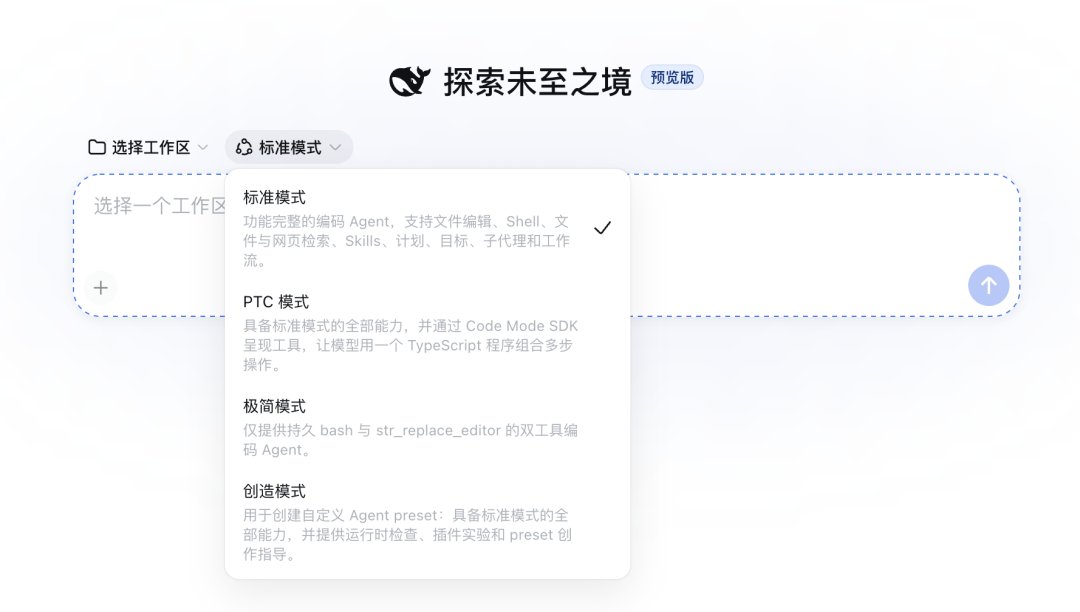 探索未至之境
预览版
选择工作区
标准模式
选择一个工作区
标准模式
功能完整的编码 Agent，支持文件编辑、Shell、文
件与网页检索、Skills、计划、目标、子代理和工作
流。
PTC 模式
具备标准模式的全部能力，并通过 Code Mode SDK
呈现工具，让模型用一个 TypeScript 程序组合多步
操作。
极简模式
仅提供持久 bash 与 str_replace_editor 的双工具编
码 Agent。
创造模式
用于创建自定义 Agent preset：具备标准模式的全
部能力，并提供运行时检查、插件实验和 preset 创
作指导。